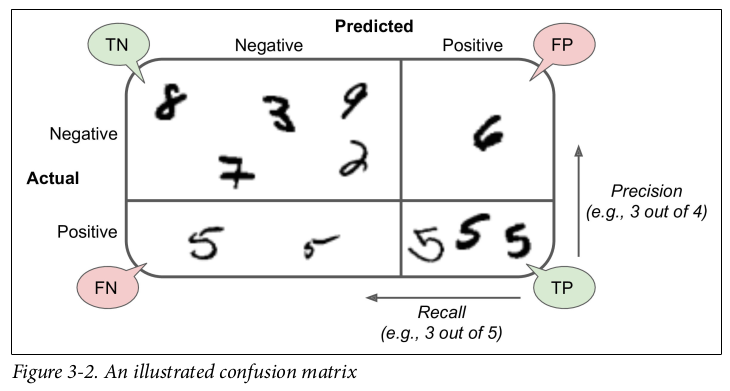 Predicted
TN Negative Positive FP
8 3 9 6
Negative
7 2
Actual
Precision
(e.g., 3 out of 4)
Positive 5 5 5 5 5
FN TP
Recall
(e.g., 3 out of 5)
Figure 3-2. An illustrated confusion matrix